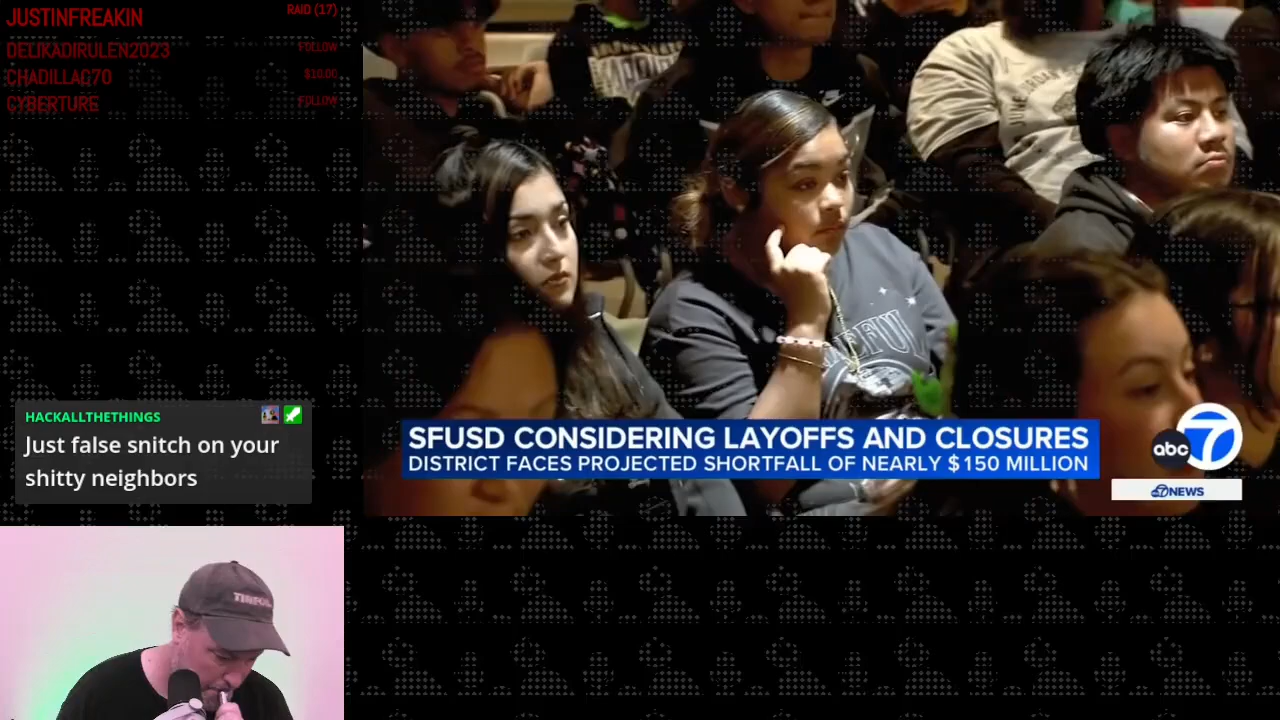 JUSTINFREAKIN RAID (17)
DELIKADIRULEN2023 FOLLOW
CHADILLAC70 $10.00
CYBERTURE FOLLOW
HACKALLTHETHINGS
Just false snitch on your
shitty neighbors
SFUSD CONSIDERING LAYOFFS AND CLOSURES
DISTRICT FACES PROJECTED SHORTFALL OF NEARLY $150 MILLION
abc 7
7 NEWS